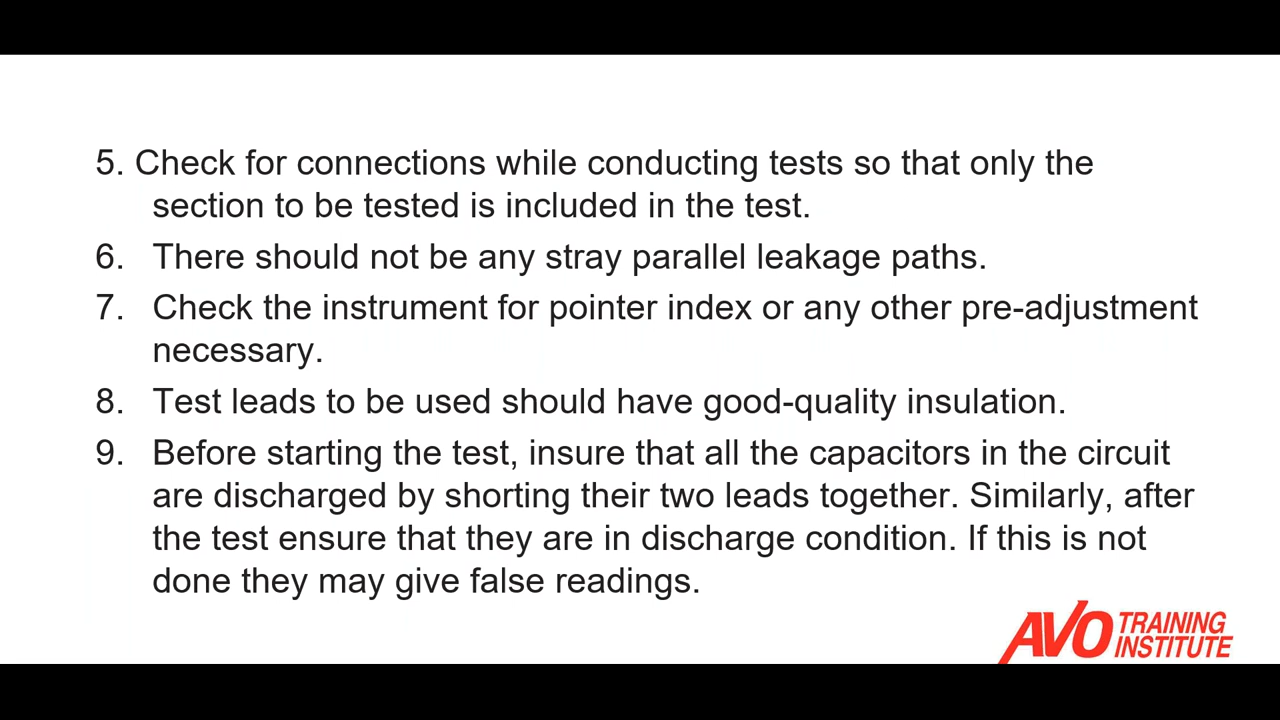 5. Check for connections while conducting tests so that only the
section to be tested is included in the test.
6. There should not be any stray parallel leakage paths.
7. Check the instrument for pointer index or any other pre-adjustment
necessary.
8. Test leads to be used should have good-quality insulation.
9. Before starting the test, insure that all the capacitors in the circuit
are discharged by shorting their two leads together. Similarly, after
the test ensure that they are in discharge condition. If this is not
done they may give false readings.
AVO TRAINING
INSTITUTE